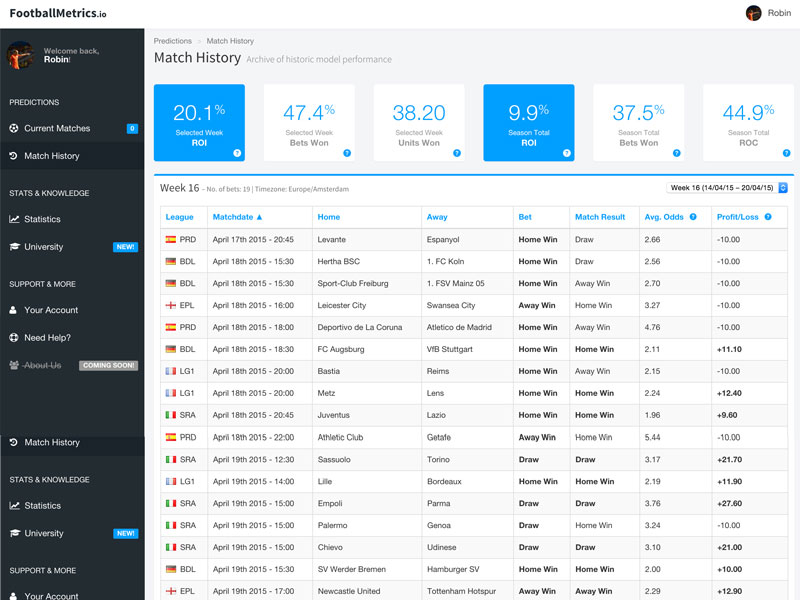 FootballMetrics.io
Robin
Welcome back,
Robin!
PREDICTIONS
Current Matches 0
Match History
STATS & KNOWLEDGE
Statistics
University NEW!
SUPPORT & MORE
Your Account
Need Help?
About Us COMING SOON!
Match History
STATS & KNOWLEDGE
Statistics
University NEW!
SUPPORT & MORE
Your Account
Predictions > Match History
Match History Archive of historic model performance
20.1%
Selected Week
ROI
?
47.4%
Selected Week
Bets Won
?
38.20
Selected Week
Units Won
?
9.9%
Season Total
ROI
?
37.5%
Season Total
Bets Won
?
44.9%
Season Total
ROC
?
Week 16 – No. of bets: 19 | Timezone: Europe/Amsterdam
Week 16 (14/04/15 – 20/04/15)
League Matchdate ▲ Home Away Bet Match Result Avg. Odds ? Profit/Loss ?
PRD April 17th 2015 - 20:45 Levante Espanyol Home Win Draw 2.66 -10.00
BDL April 18th 2015 - 15:30 Hertha BSC 1. FC Koln Home Win Draw 2.56 -10.00
BDL April 18th 2015 - 15:30 Sport-Club Freiburg 1. FSV Mainz 05 Home Win Away Win 2.70 -10.00
EPL April 18th 2015 - 16:00 Leicester City Swansea City Away Win Home Win 3.27 -10.00
PRD April 18th 2015 - 18:00 Deportivo de La Coruna Atletico de Madrid Home Win Away Win 4.76 -10.00
BDL April 18th 2015 - 18:30 FC Augsburg VfB Stuttgart Home Win Home Win 2.11 +11.10
LG1 April 18th 2015 - 20:00 Bastia Reims Home Win Away Win 2.15 -10.00
LG1 April 18th 2015 - 20:00 Metz Lens Home Win Home Win 2.24 +12.40
SRA April 18th 2015 - 20:45 Juventus Lazio Home Win Home Win 1.96 +9.60
PRD April 18th 2015 - 22:00 Athletic Club Getafe Away Win Home Win 5.44 -10.00
SRA April 19th 2015 - 12:30 Sassuolo Torino Draw Draw 3.17 +21.70
LG1 April 19th 2015 - 14:00 Lille Bordeaux Home Win Home Win 2.19 +11.90
SRA April 19th 2015 - 15:00 Empoli Parma Draw Draw 3.76 +27.60
SRA April 19th 2015 - 15:00 Palermo Genoa Draw Home Win 3.24 -10.00
SRA April 19th 2015 - 15:00 Chievo Udinese Draw Draw 3.10 +21.00
BDL April 19th 2015 - 15:30 SV Werder Bremen Hamburger SV Home Win Home Win 2.00 +10.00
EPL April 19th 2015 - 17:00 Newcastle United Tottenham Hotspur Away Win Away Win 2.29 +12.90